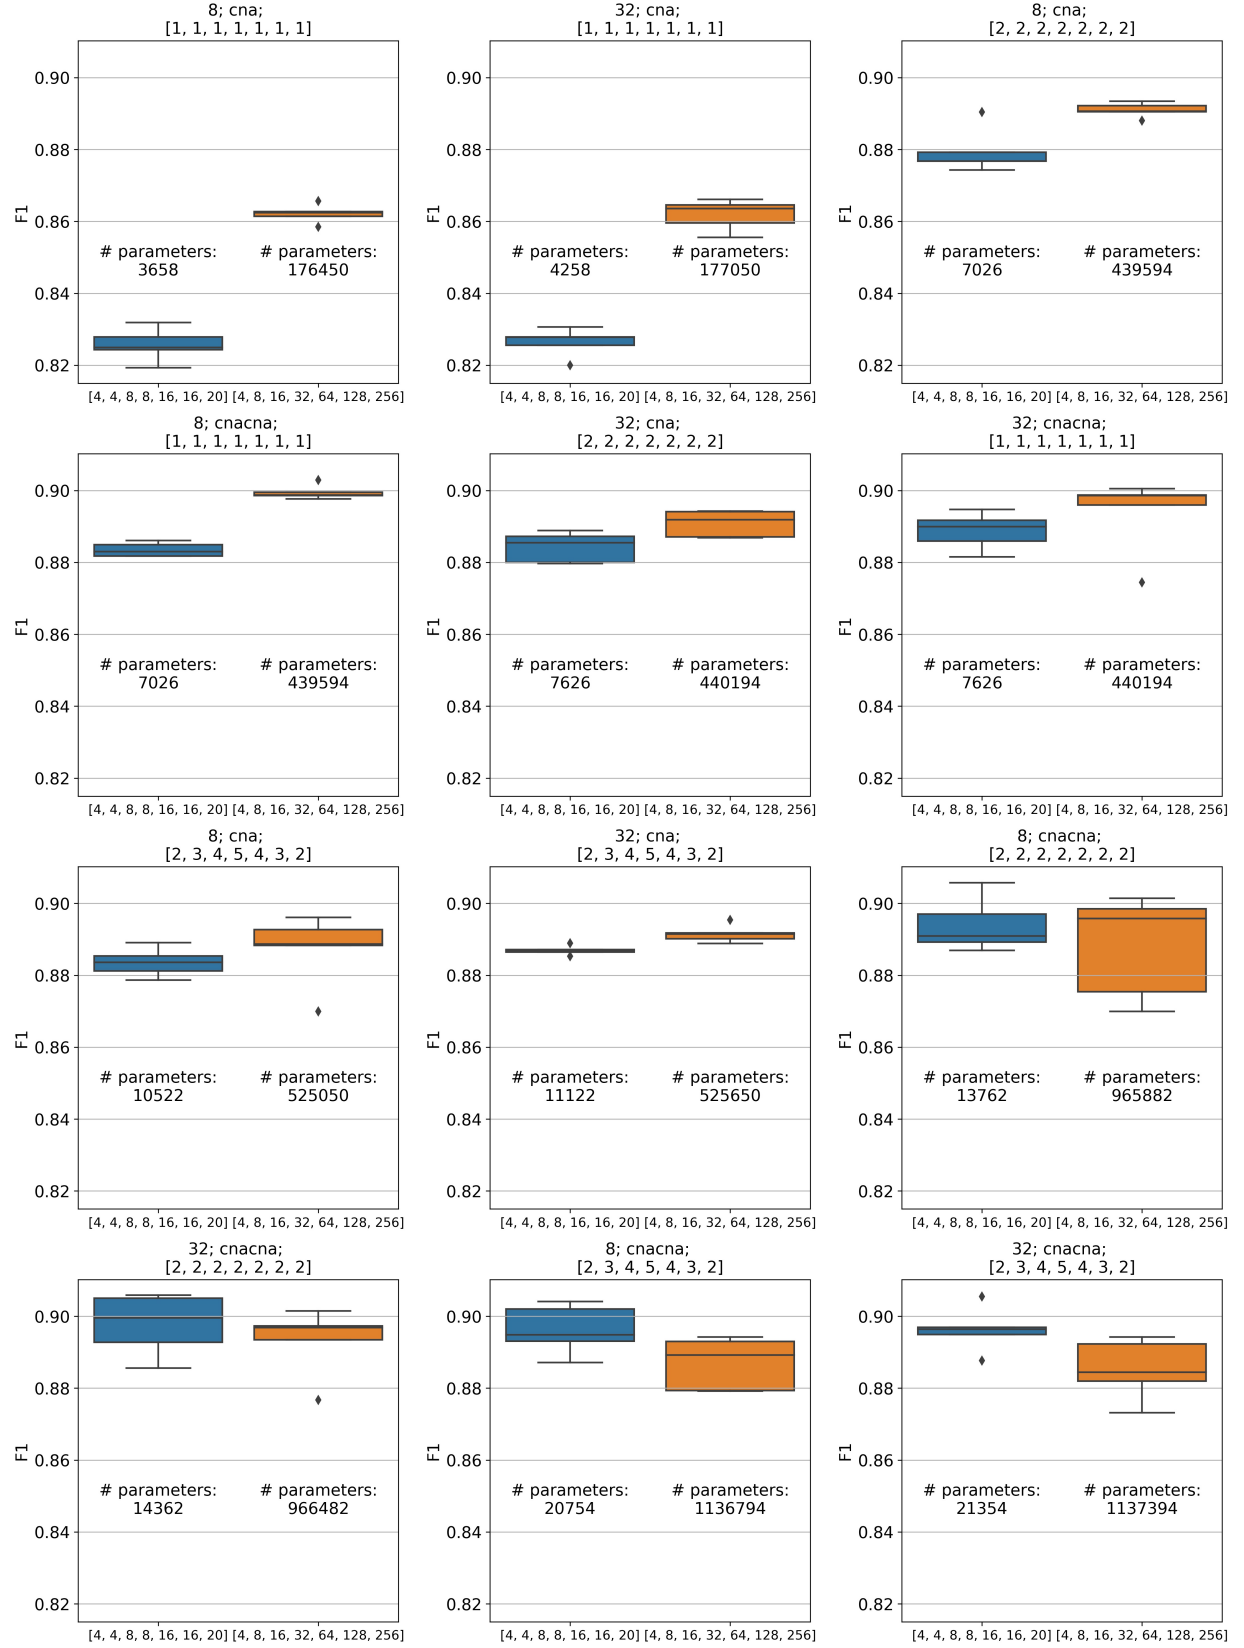 8; cna;
[1, 1, 1, 1, 1, 1, 1]
0.90
0.88
0.86
0.84
0.82
F1
# parameters:
3658
# parameters:
176450
[4, 4, 8, 8, 16, 16, 20]
[4, 8, 16, 32, 64, 128, 256]
32; cna;
[1, 1, 1, 1, 1, 1, 1]
0.90
0.88
0.86
0.84
0.82
F1
# parameters:
4258
# parameters:
177050
[4, 4, 8, 8, 16, 16, 20]
[4, 8, 16, 32, 64, 128, 256]
8; cna;
[2, 2, 2, 2, 2, 2, 2]
0.90
0.88
0.86
0.84
0.82
F1
# parameters:
7026
# parameters:
439594
[4, 4, 8, 8, 16, 16, 20]
[4, 8, 16, 32, 64, 128, 256]
8; cnacna;
[1, 1, 1, 1, 1, 1, 1]
0.90
0.88
0.86
0.84
0.82
F1
# parameters:
7026
# parameters:
439594
[4, 4, 8, 8, 16, 16, 20]
[4, 8, 16, 32, 64, 128, 256]
32; cna;
[2, 2, 2, 2, 2, 2, 2]
0.90
0.88
0.86
0.84
0.82
F1
# parameters:
7626
# parameters:
440194
[4, 4, 8, 8, 16, 16, 20]
[4, 8, 16, 32, 64, 128, 256]
32; cnacna;
[1, 1, 1, 1, 1, 1, 1]
0.90
0.88
0.86
0.84
0.82
F1
# parameters:
7626
# parameters:
440194
[4, 4, 8, 8, 16, 16, 20]
[4, 8, 16, 32, 64, 128, 256]
8; cna;
[2, 3, 4, 5, 4, 3, 2]
0.90
0.88
0.86
0.84
0.82
F1
# parameters:
10522
# parameters:
525050
[4, 4, 8, 8, 16, 16, 20]
[4, 8, 16, 32, 64, 128, 256]
32; cna;
[2, 3, 4, 5, 4, 3, 2]
0.90
0.88
0.86
0.84
0.82
F1
# parameters:
11122
# parameters:
525650
[4, 4, 8, 8, 16, 16, 20]
[4, 8, 16, 32, 64, 128, 256]
8; cnacna;
[2, 2, 2, 2, 2, 2, 2]
0.90
0.88
0.86
0.84
0.82
F1
# parameters:
13762
# parameters:
965882
[4, 4, 8, 8, 16, 16, 20]
[4, 8, 16, 32, 64, 128, 256]
32; cnacna;
[2, 2, 2, 2, 2, 2, 2]
0.90
0.88
0.86
0.84
0.82
F1
# parameters:
14362
# parameters:
966482
[4, 4, 8, 8, 16, 16, 20]
[4, 8, 16, 32, 64, 128, 256]
8; cnacna;
[2, 3, 4, 5, 4, 3, 2]
0.90
0.88
0.86
0.84
0.82
F1
# parameters:
20754
# parameters:
1136794
[4, 4, 8, 8, 16, 16, 20]
[4, 8, 16, 32, 64, 128, 256]
32; cnacna;
[2, 3, 4, 5, 4, 3, 2]
0.90
0.88
0.86
0.84
0.82
F1
# parameters:
21354
# parameters:
1137394
[4, 4, 8, 8, 16, 16, 20]
[4, 8, 16, 32, 64, 128, 256]